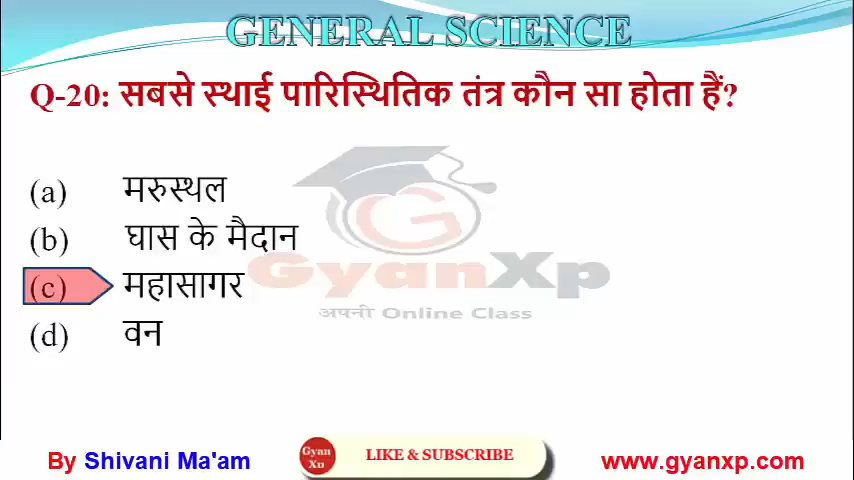 GENERAL SCIENCE
Q-20: सबसे स्थाई पारिस्थितिक तंत्र कौन सा होता हैं?
(a) मरुस्थल
(b) घास के मैदान
(c) महासागर
(d) वन
GyanXp
अपनी Online Class
By Shivani Ma'am
Gyan Xp
LIKE & SUBSCRIBE
www.gyanxp.com